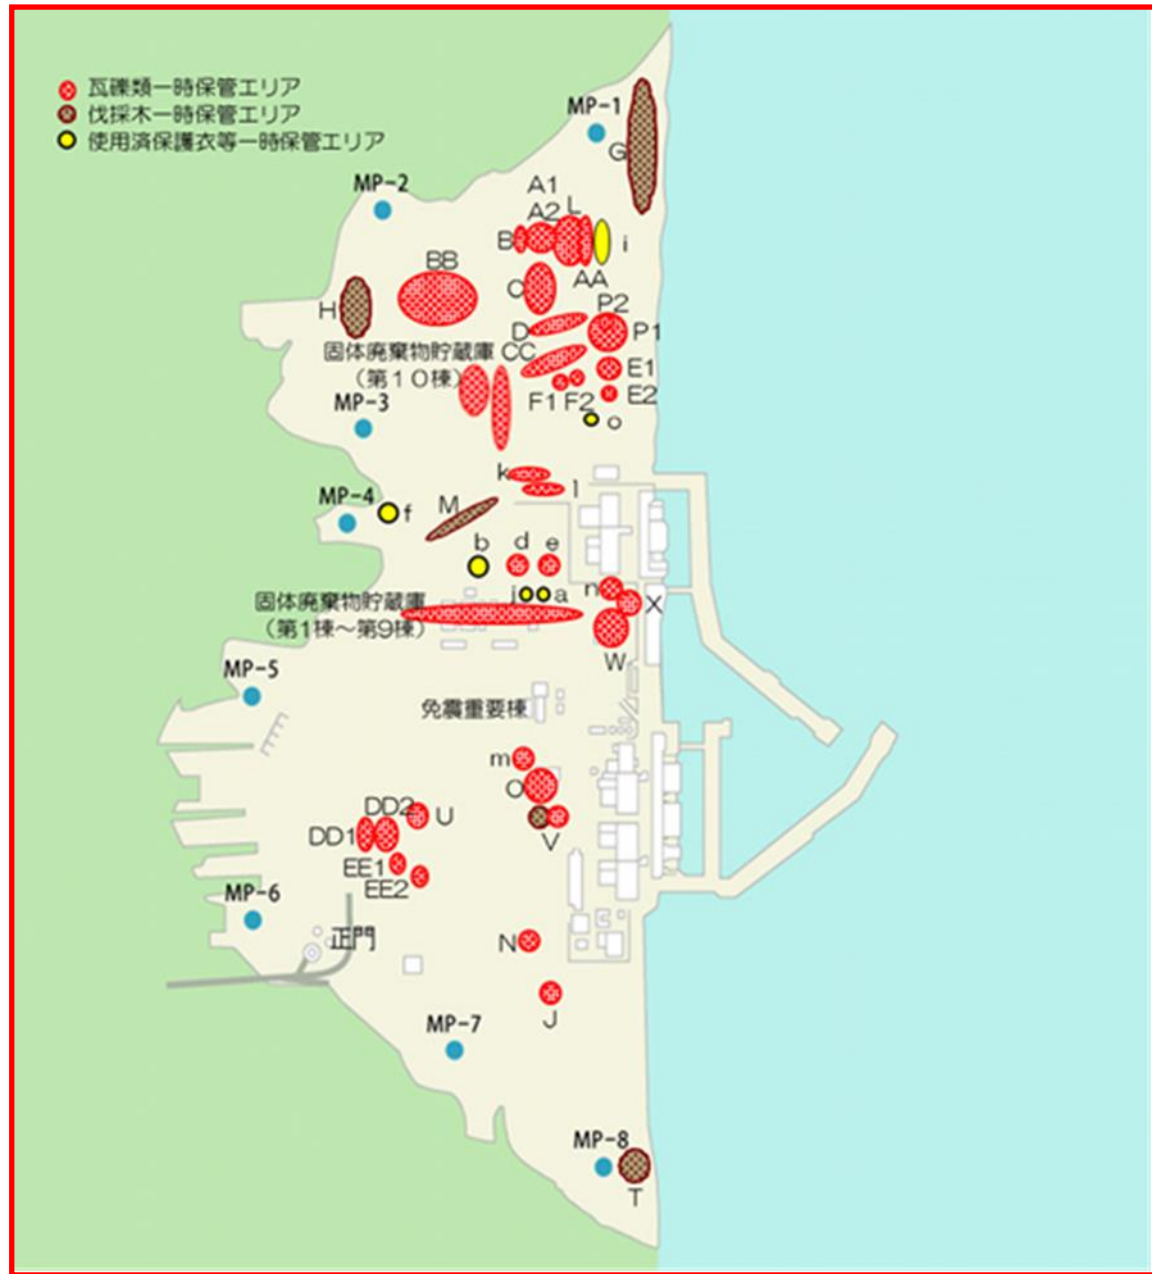 瓦礫類一時保管エリア
伐採木一時保管エリア
使用済保護衣等一時保管エリア
MP-1
G
MP-2
A1
A2
L
B
i
BB
AA
C
P2
H
D
P1
固体廃棄物貯蔵庫
(第10棟)
CC
E1
F1
F2
E2
MP-3
o
k
l
MP-4
f
M
b
d
e
n
j
a
X
固体廃棄物貯蔵庫
(第1棟～第9棟)
W
MP-5
免震重要棟
m
O
DD2
U
DD1
V
EE1
EE2
MP-6
正門
N
J
MP-7
MP-8
T